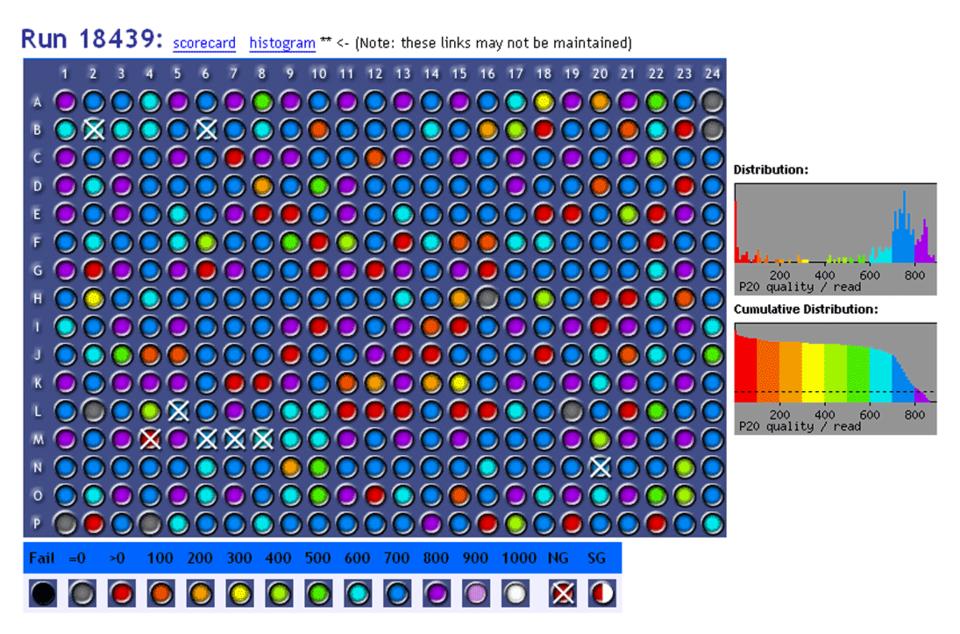 Run 18439: scorecard histogram ** <- (Note: these links may not be maintained)
1 2 3 4 5 6 7 8 9 10 11 12 13 14 15 16 17 18 19 20 21 22 23 24
A
B
C
D
E
F
G
H
I
J
K
L
M
N
O
P
Fail =0 >0 100 200 300 400 500 600 700 800 900 1000 NG SG
Distribution:
200 400 600 800
P20 quality / read
Cumulative Distribution:
200 400 600 800
P20 quality / read